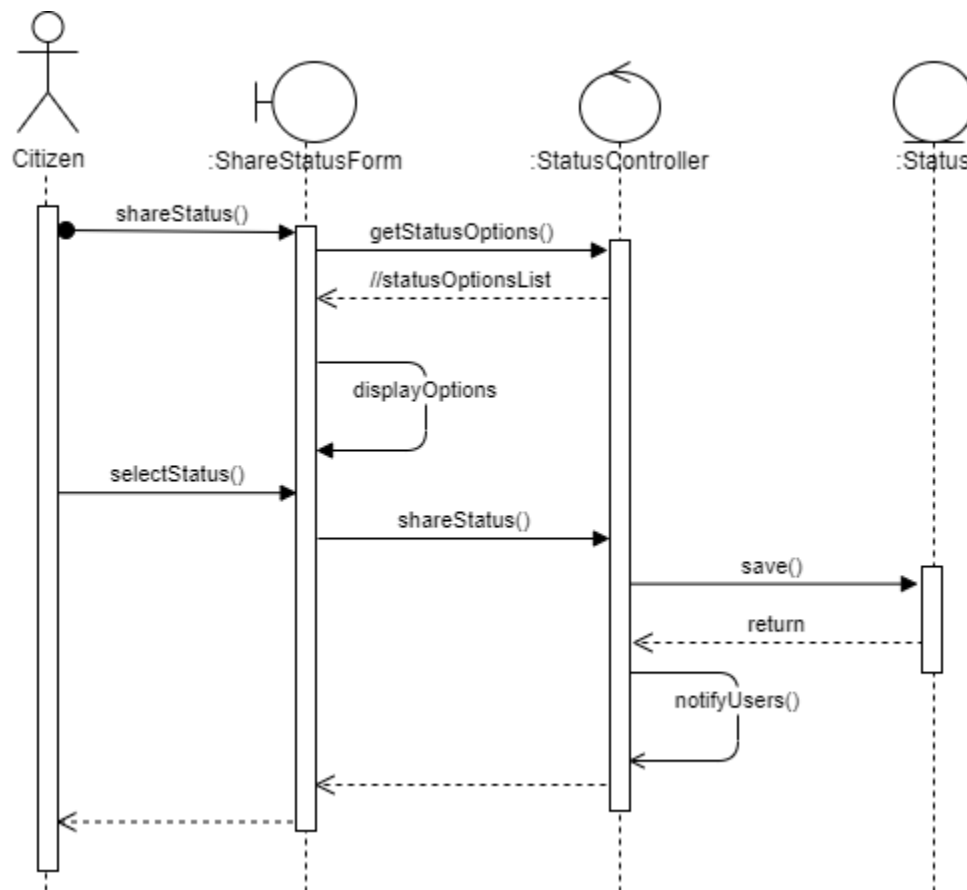 Citizen
:ShareStatusForm
:StatusController
:Status
shareStatus()
getStatusOptions()
//statusOptionsList
displayOptions
selectStatus()
shareStatus()
save()
return
notifyUsers()